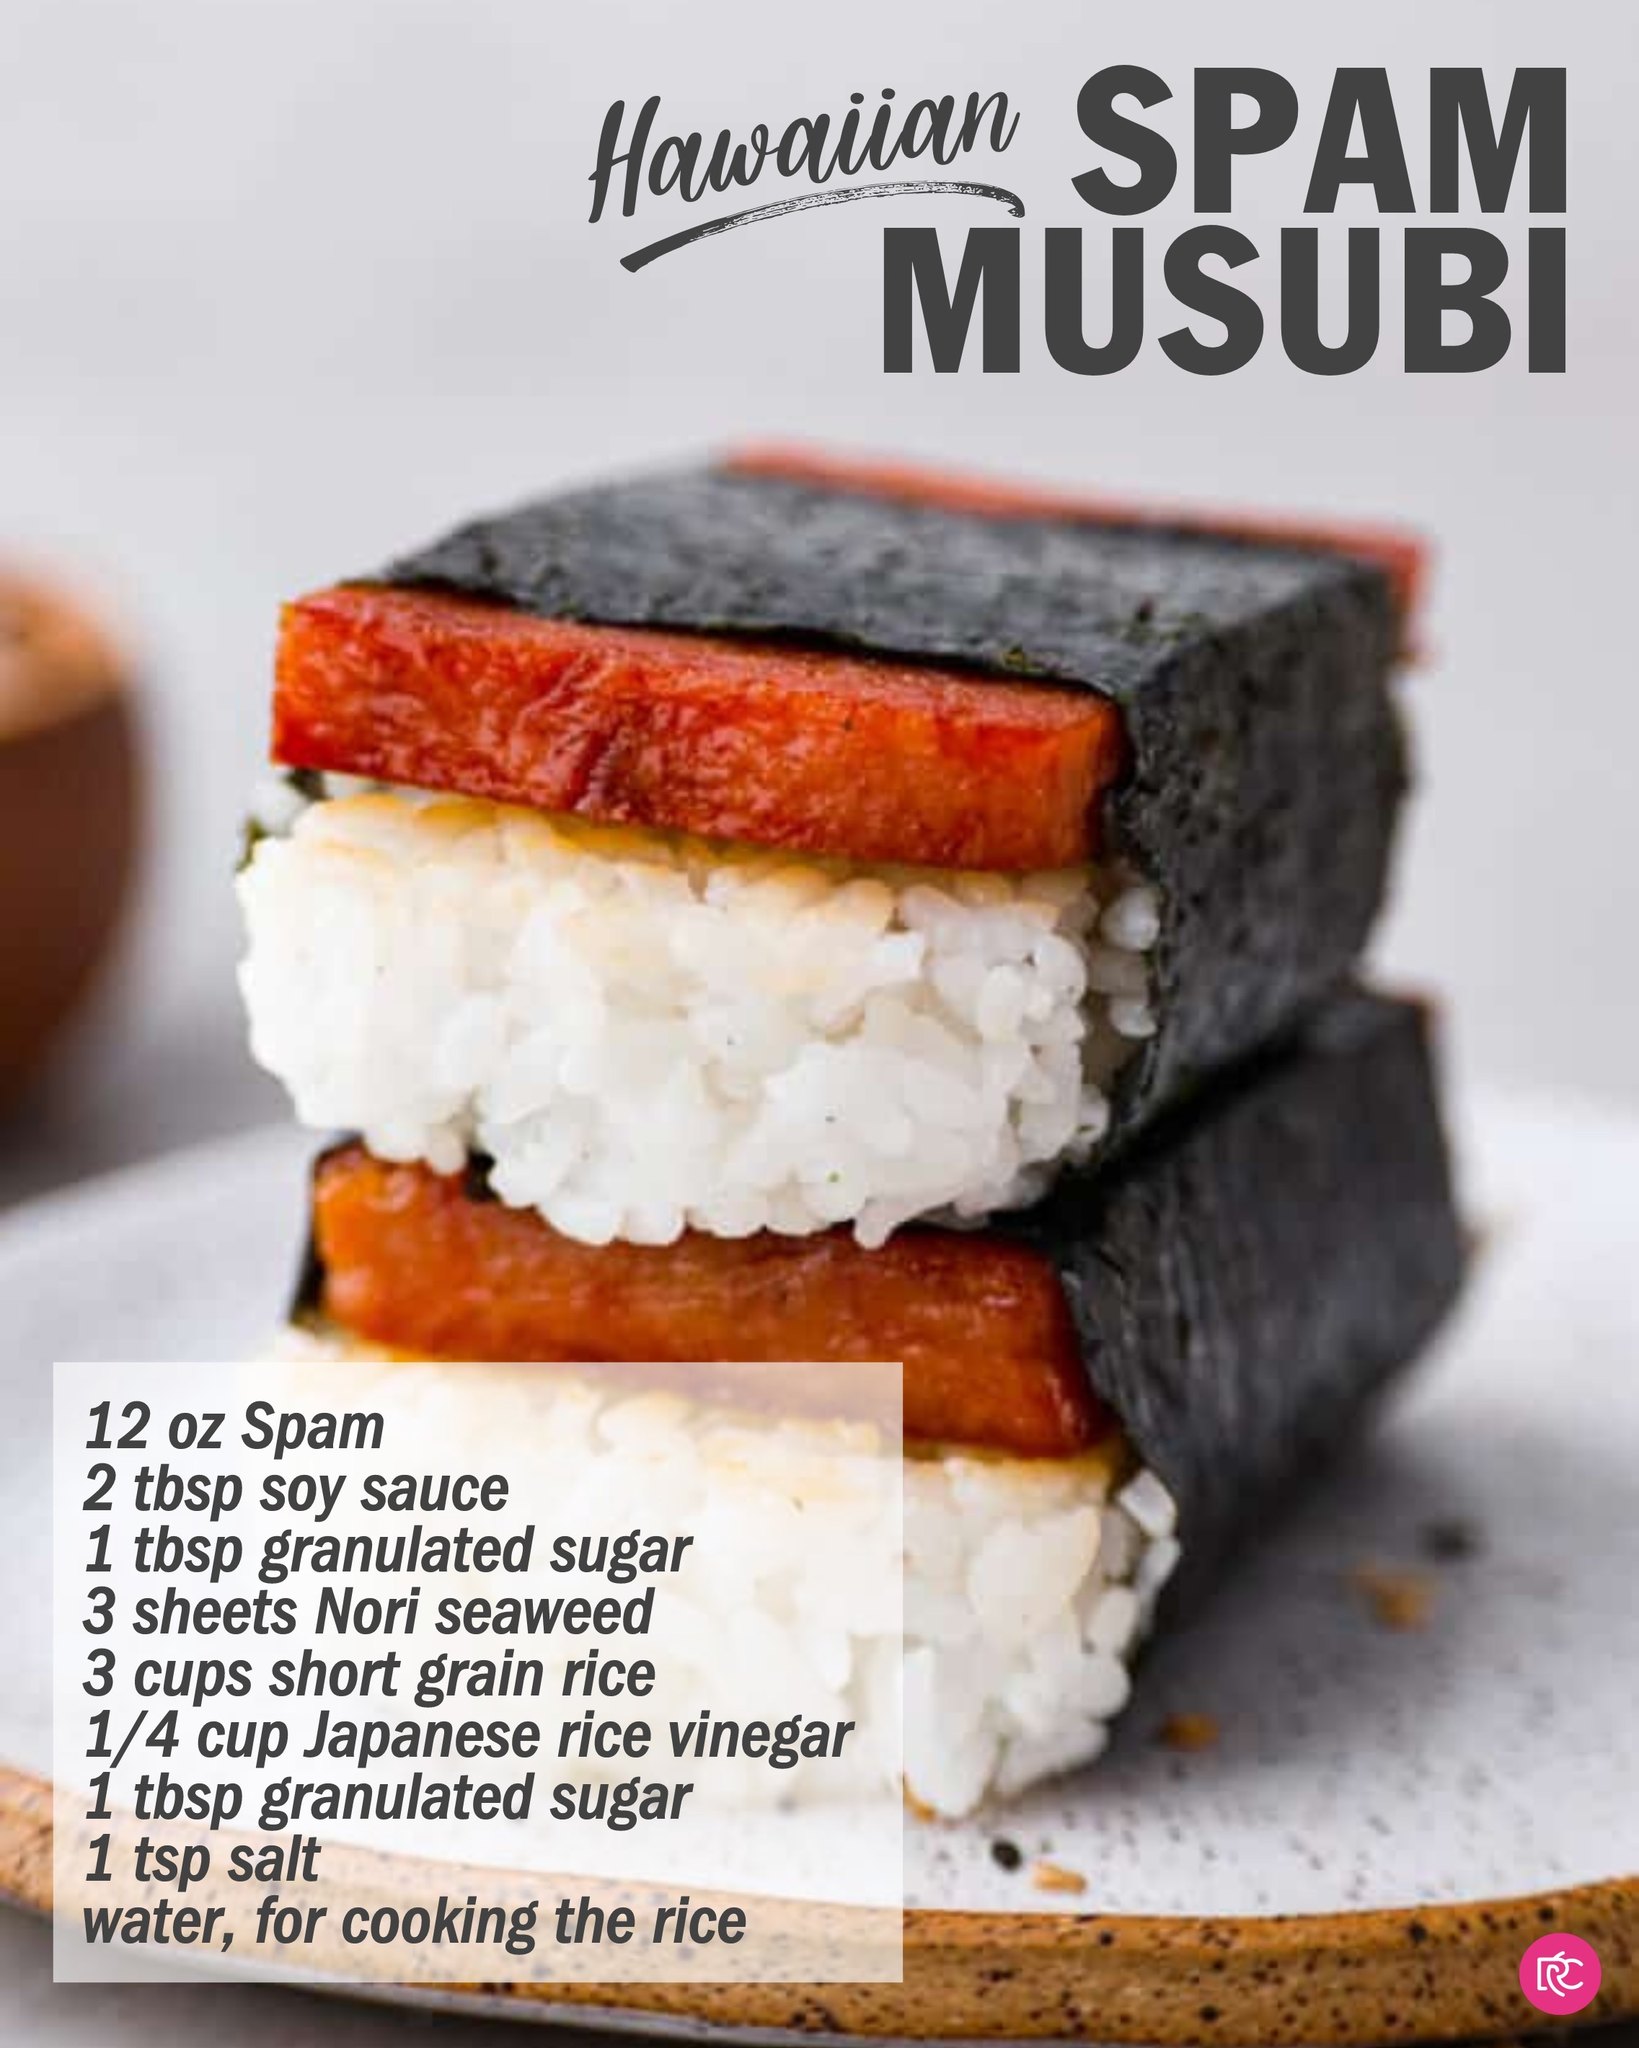 Hawaiian SPAM
MUSUBI
12 oz Spam
2 tbsp soy sauce
1 tbsp granulated sugar
3 sheets Nori seaweed
3 cups short grain rice
1/4 cup Japanese rice vinegar
1 tbsp granulated sugar
1 tsp salt
water, for cooking the rice
RC